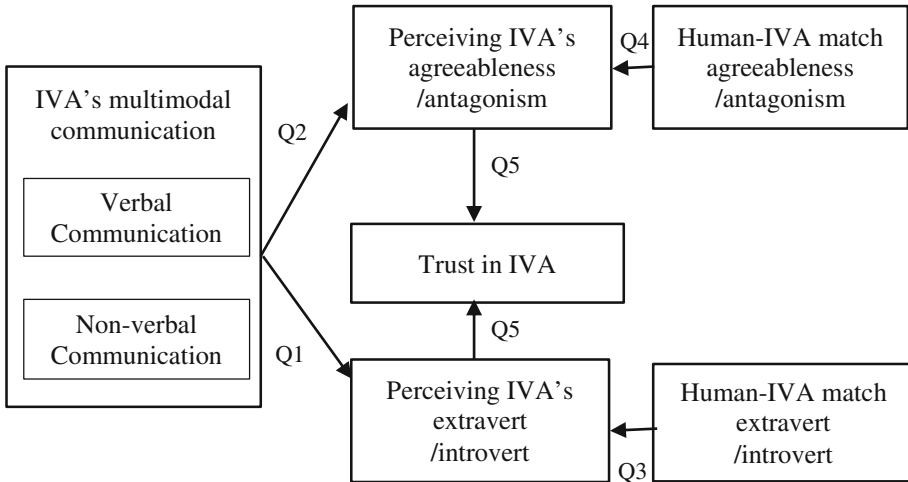 IVA's multimodal
communication
Verbal
Communication
Non-verbal
Communication
Q2
Q1
Perceiving IVA's
agreeableness
/antagonism
Q4
Human-IVA match
agreeableness
/antagonism
Q5
Trust in IVA
Q5
Perceiving IVA's
extravert
/introvert
Q3
Human-IVA match
extravert
/introvert